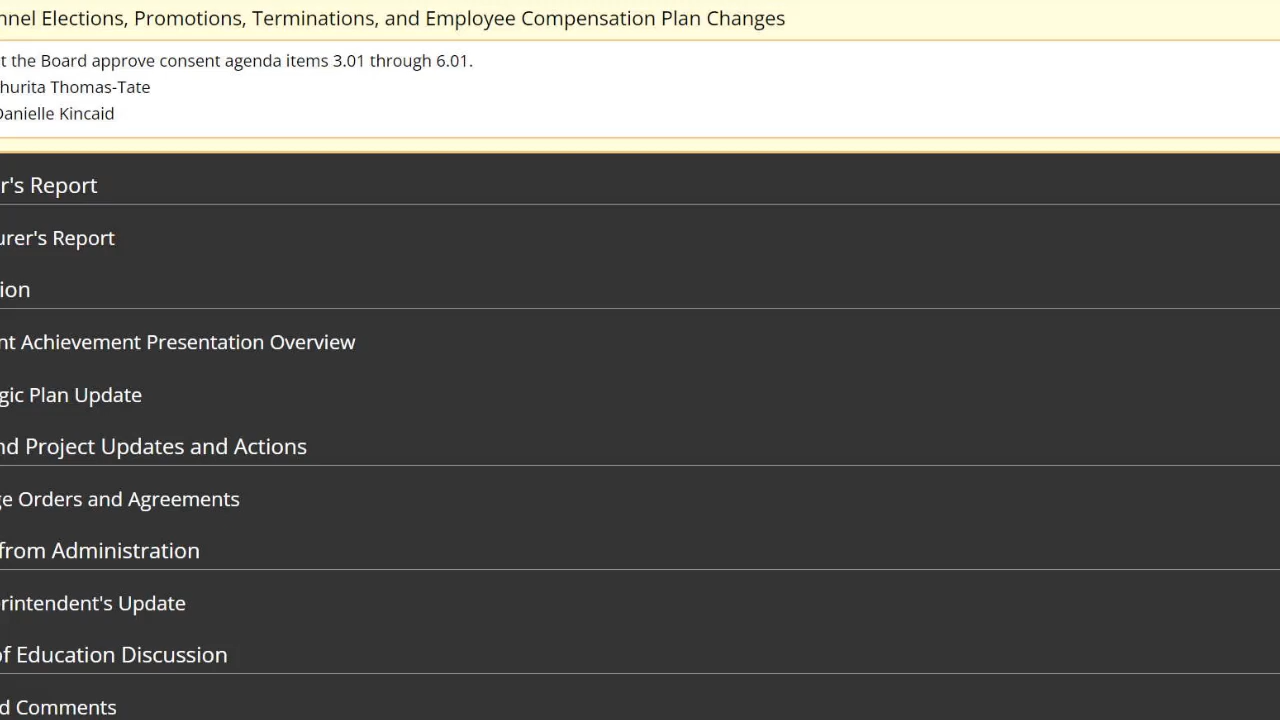 nnel Elections, Promotions, Terminations, and Employee Compensation Plan Changes
t the Board approve consent agenda items 3.01 through 6.01.
hurita Thomas-Tate
Danielle Kincaid
r's Report
urer's Report
ion
nt Achievement Presentation Overview
gic Plan Update
nd Project Updates and Actions
ge Orders and Agreements
from Administration
rintendent's Update
of Education Discussion
d Comments